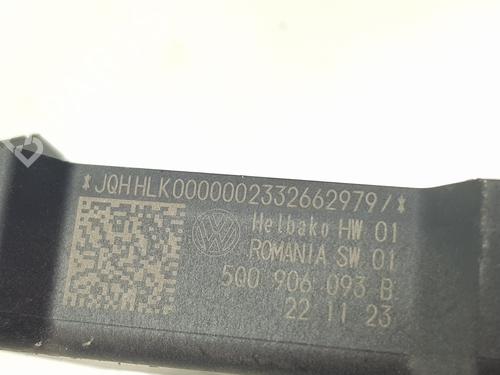 *JQHHLK0000002332662979/*
Helbako HW 01
ROMANIA SW 01
5Q0 906 093 B
22 11 23